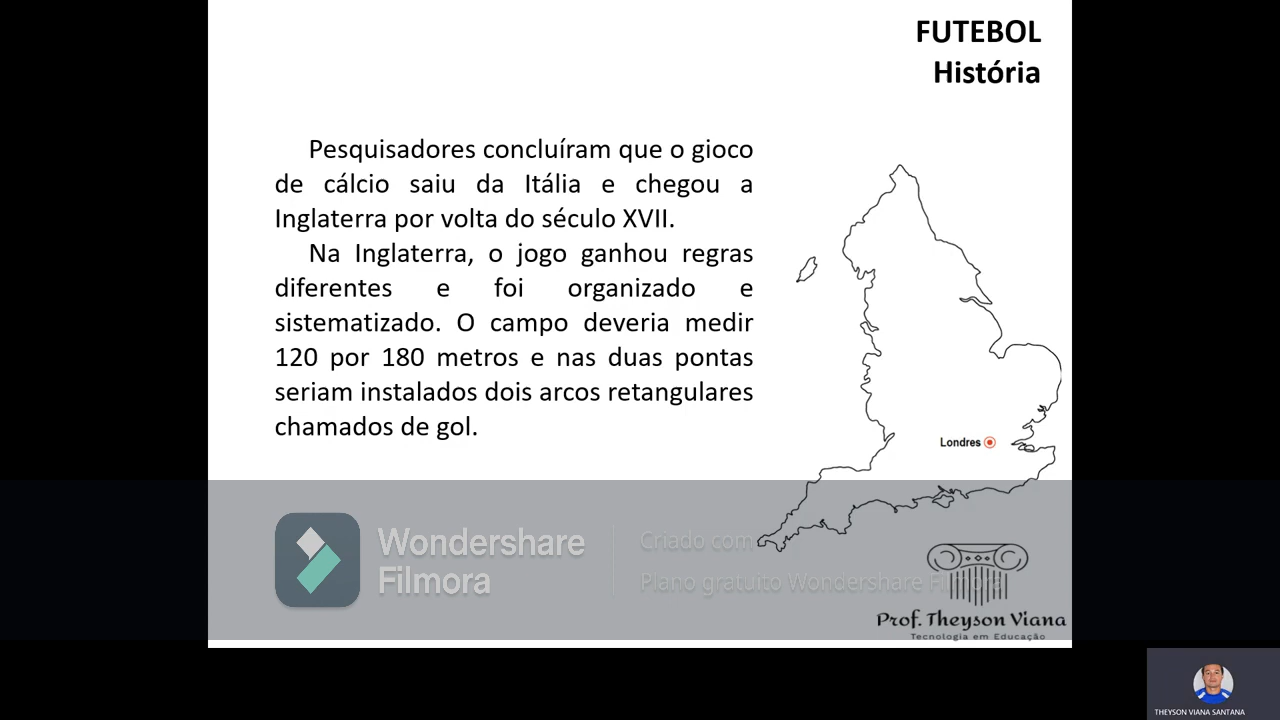 FUTEBOL
História
Pesquisadores concluíram que o gioco
de cálcio saiu da Itália e chegou a
Inglaterra por volta do século XVII.
Na Inglaterra, o jogo ganhou regras
diferentes e foi organizado e
sistematizado. O campo deveria medir
120 por 180 metros e nas duas pontas
seriam instalados dois arcos retangulares
chamados de gol.
Londres
Wondershare
Filmora
Criado com
Plano gratuito Wondershare Filmora
Prof. Theyson Viana
Tecnologia em Educação
THEYSON VIANA SANTANA